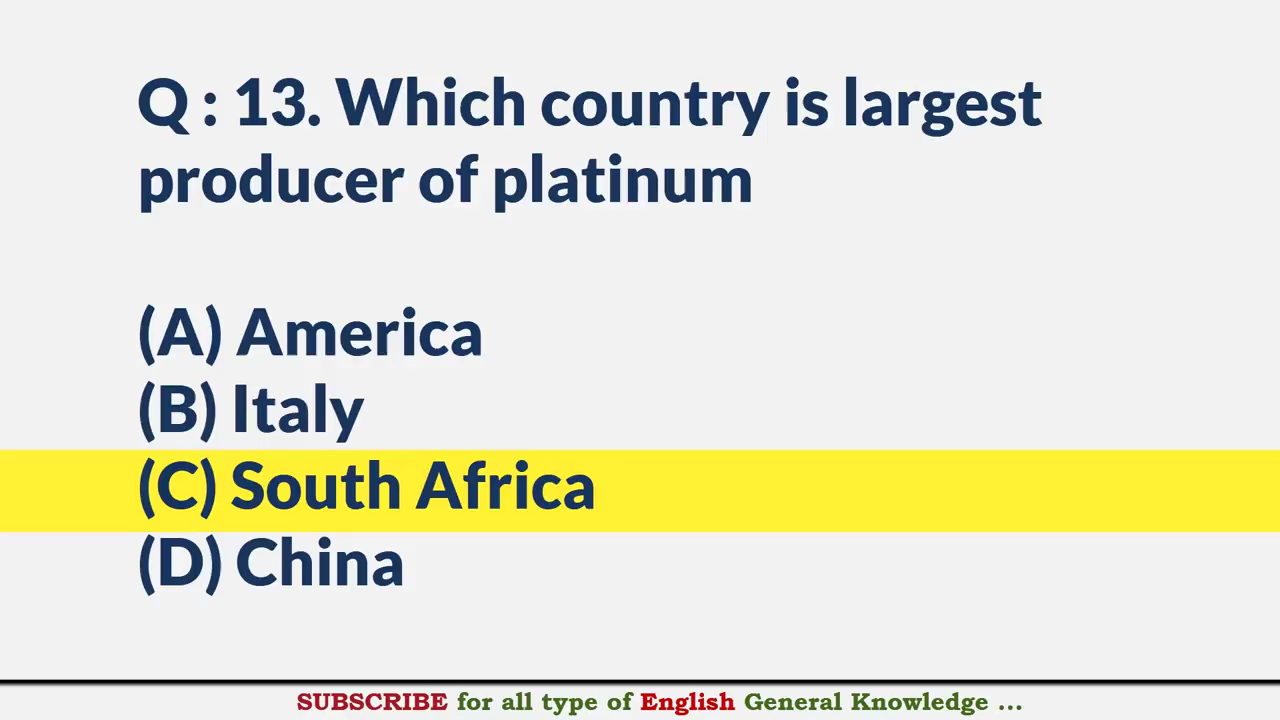 Q : 13. Which country is largest
producer of platinum
(A) America
(B) Italy
(C) South Africa
(D) China
SUBSCRIBE for all type of English General Knowledge ...